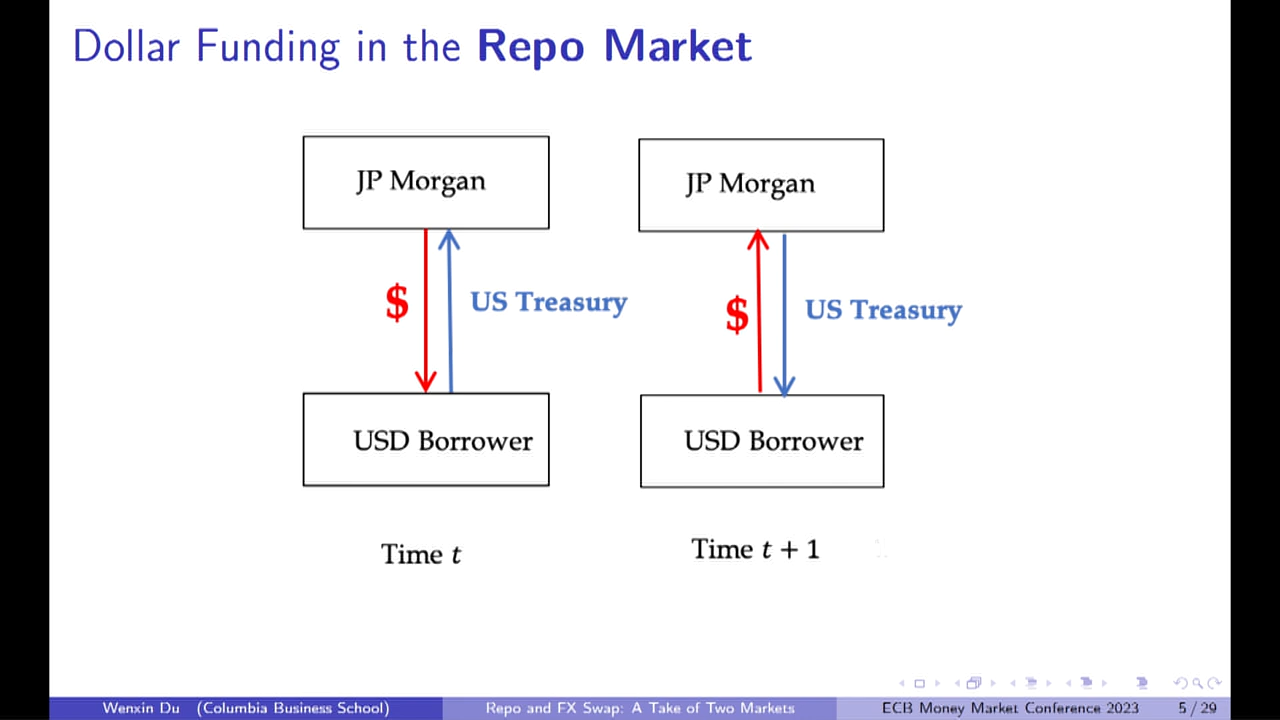 Dollar Funding in the Repo Market
JP Morgan
JP Morgan
$
US Treasury
$
US Treasury
USD Borrower
USD Borrower
Time t
Time t + 1
Wenxin Du (Columbia Business School)
Repo and FX Swap: A Take of Two Markets
ECB Money Market Conference 2023
5 / 29